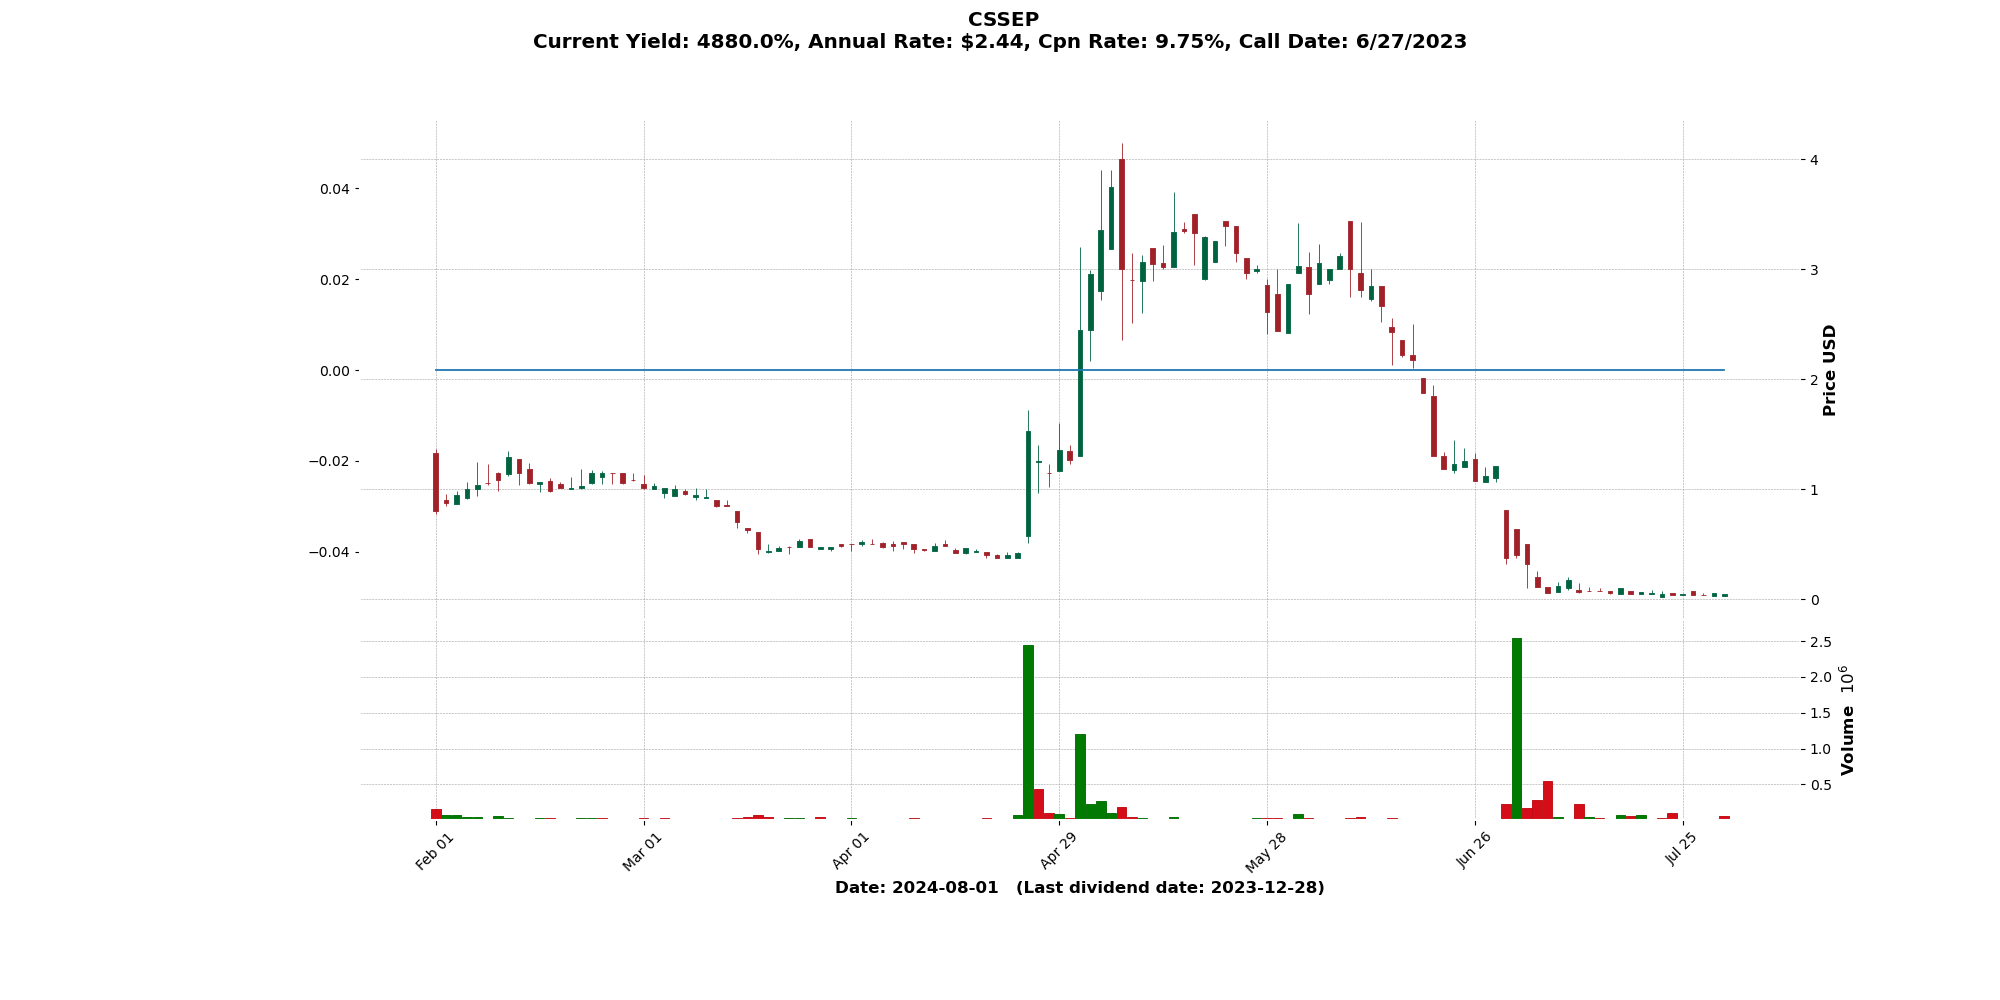 CSSEP
Current Yield: 4880.0%, Annual Rate: $2.44, Cpn Rate: 9.75%, Call Date: 6/27/2023
0.04
0.02
0.00
−0.02
−0.04
4
3
2
1
0
Price USD
2.5
2.0
1.5
1.0
0.5
Volume 10⁶
Feb 01
Mar 01
Apr 01
Apr 29
May 28
Jun 26
Jul 25
Date: 2024-08-01 (Last dividend date: 2023-12-28)